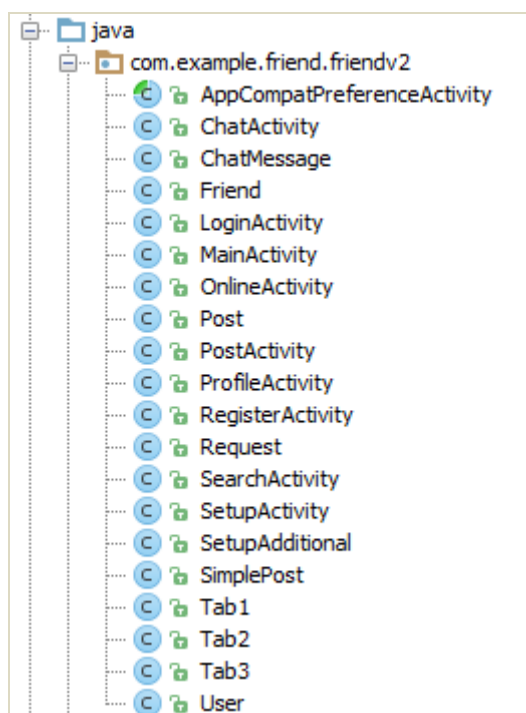 java
com.example.friend.friendv2
AppCompatPreferenceActivity
ChatActivity
ChatMessage
Friend
LoginActivity
MainActivity
OnlineActivity
Post
PostActivity
ProfileActivity
RegisterActivity
Request
SearchActivity
SetupActivity
SetupAdditional
SimplePost
Tab1
Tab2
Tab3
User